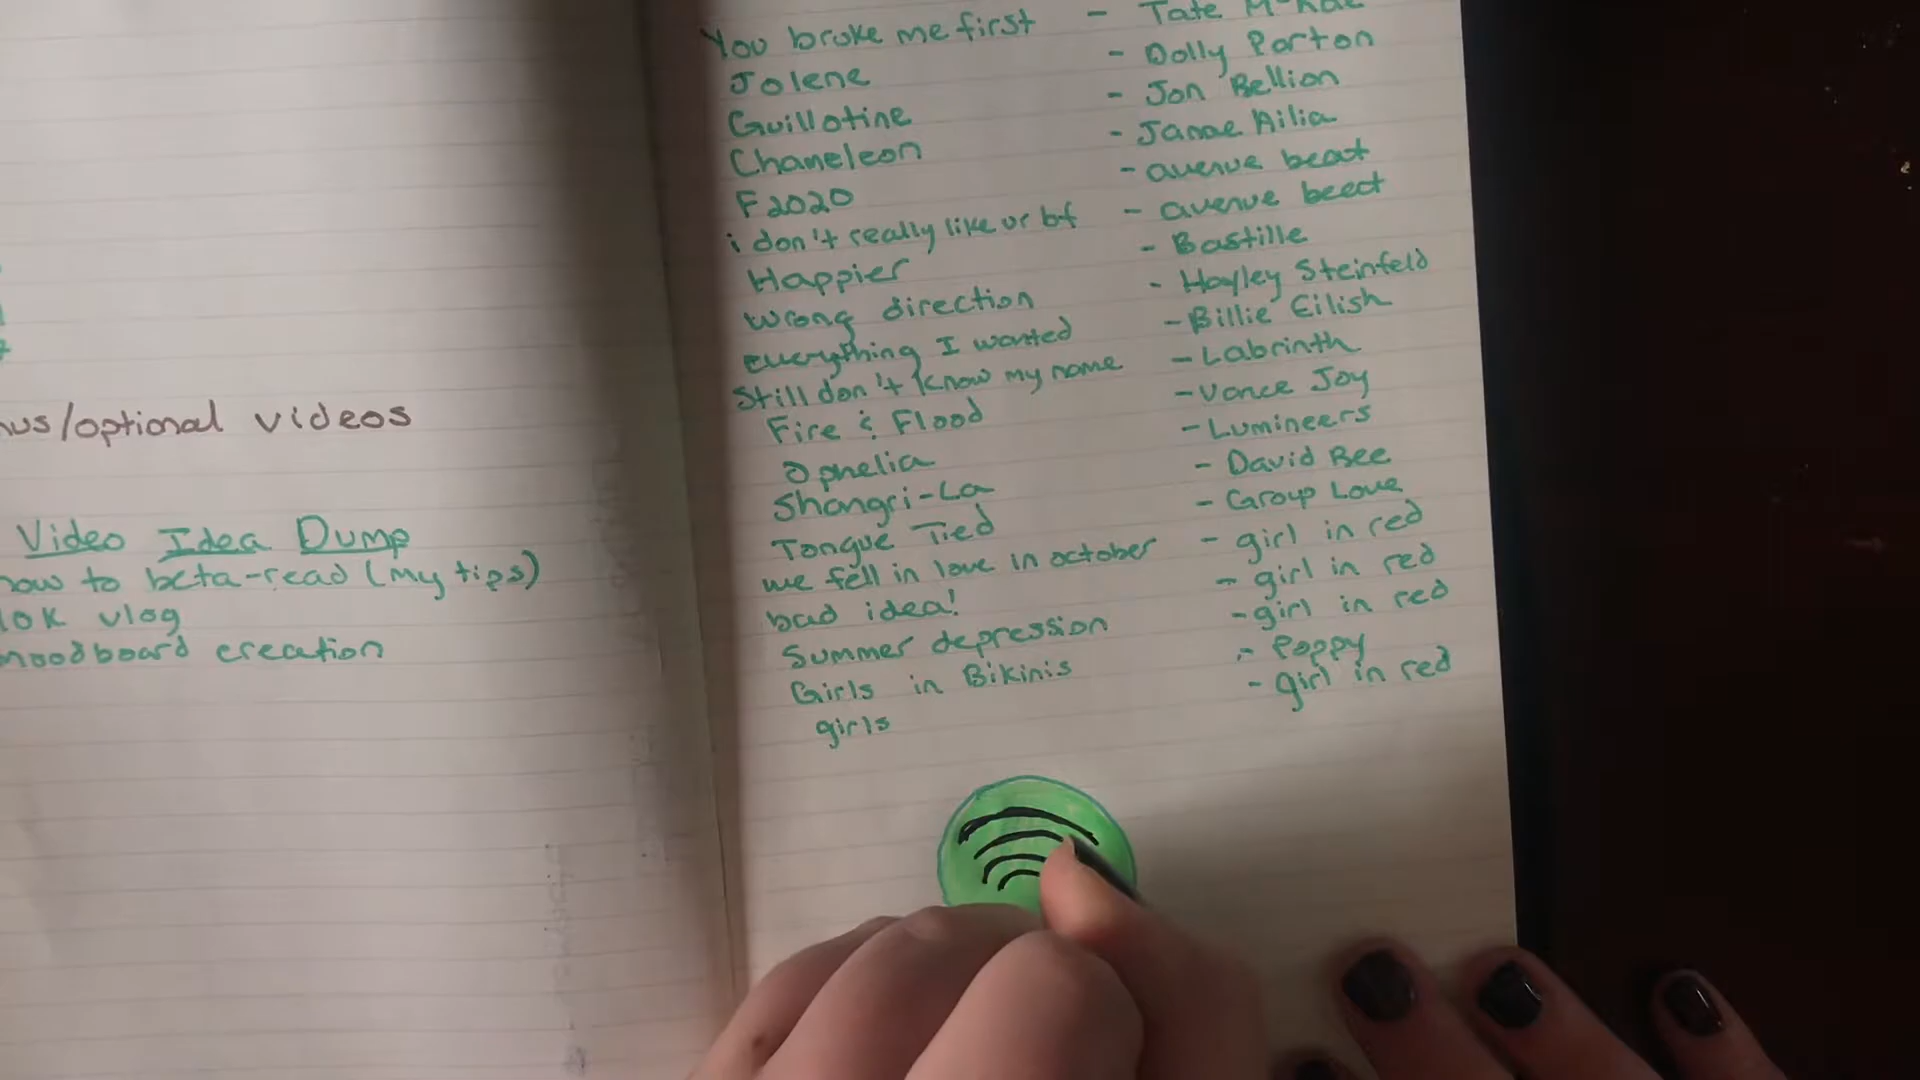 You broke me first - Tate McRae
Jolene - Dolly Parton
Guillotine - Jon Bellion
Chameleon - Janae Ailia
F2020 - avenue beat
i don't really like ur bf - avenue beat
Happier - Bastille
Wrong direction - Hayley Steinfeld
everything I wanted - Billie Eilish
Still don't know my name - Labrinth
Fire & Flood - Vance Joy
Ophelia - Lumineers
Shangri-La - David Bee
Tongue Tied - Group Love
we fell in love in october - girl in red
bad idea! - girl in red
Summer depression - girl in red
Girls in Bikinis - Poppy
girls - girl in red
/optional videos
Video Idea Dump
how to beta-read (my tips)
10K vlog
moodboard creation